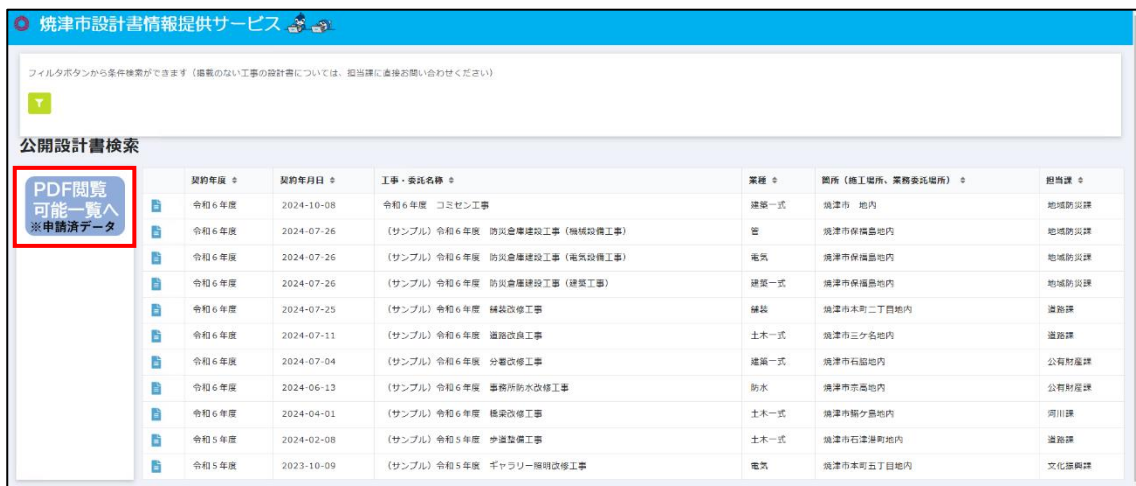 焼津市設計書情報提供サービス
フィルタボタンから条件検索ができます（掲載のない工事の設計書については、担当課に直接お問い合わせください）
公開設計書検索
PDF閲覧
可能一覧へ
※申請済データ
契約年度 契約年月日 工事・委託名称 業種 箇所（施工場所、業務委託場所） 担当課
令和6年度 2024-10-08 令和6年度 コミセン工事 建築一式 焼津市 地内 地域防災課
令和6年度 2024-07-26 （サンプル）令和6年度 防災倉庫建設工事（機械設備工事） 管 焼津市保福島地内 地域防災課
令和6年度 2024-07-26 （サンプル）令和6年度 防災倉庫建設工事（電気設備工事） 電気 焼津市保福島地内 地域防災課
令和6年度 2024-07-26 （サンプル）令和6年度 防災倉庫建設工事（建築工事） 建築一式 焼津市保福島地内 地域防災課
令和6年度 2024-07-25 （サンプル）令和6年度 舗装改修工事 舗装 焼津市本町二丁目地内 道路課
令和6年度 2024-07-11 （サンプル）令和6年度 道路改良工事 土木一式 焼津市三ケ名地内 道路課
令和6年度 2024-07-04 （サンプル）令和6年度 分署改修工事 建築一式 焼津市石脇地内 公有財産課
令和6年度 2024-06-13 （サンプル）令和6年度 事務所防水改修工事 防水 焼津市宗高地内 公有財産課
令和6年度 2024-04-01 （サンプル）令和6年度 橋梁改修工事 土木一式 焼津市鰯ケ島地内 河川課
令和5年度 2024-02-08 （サンプル）令和5年度 歩道整備工事 土木一式 焼津市石津港町地内 道路課
令和5年度 2023-10-09 （サンプル）令和5年度 ギャラリー照明改修工事 電気 焼津市本町五丁目地内 文化振興課